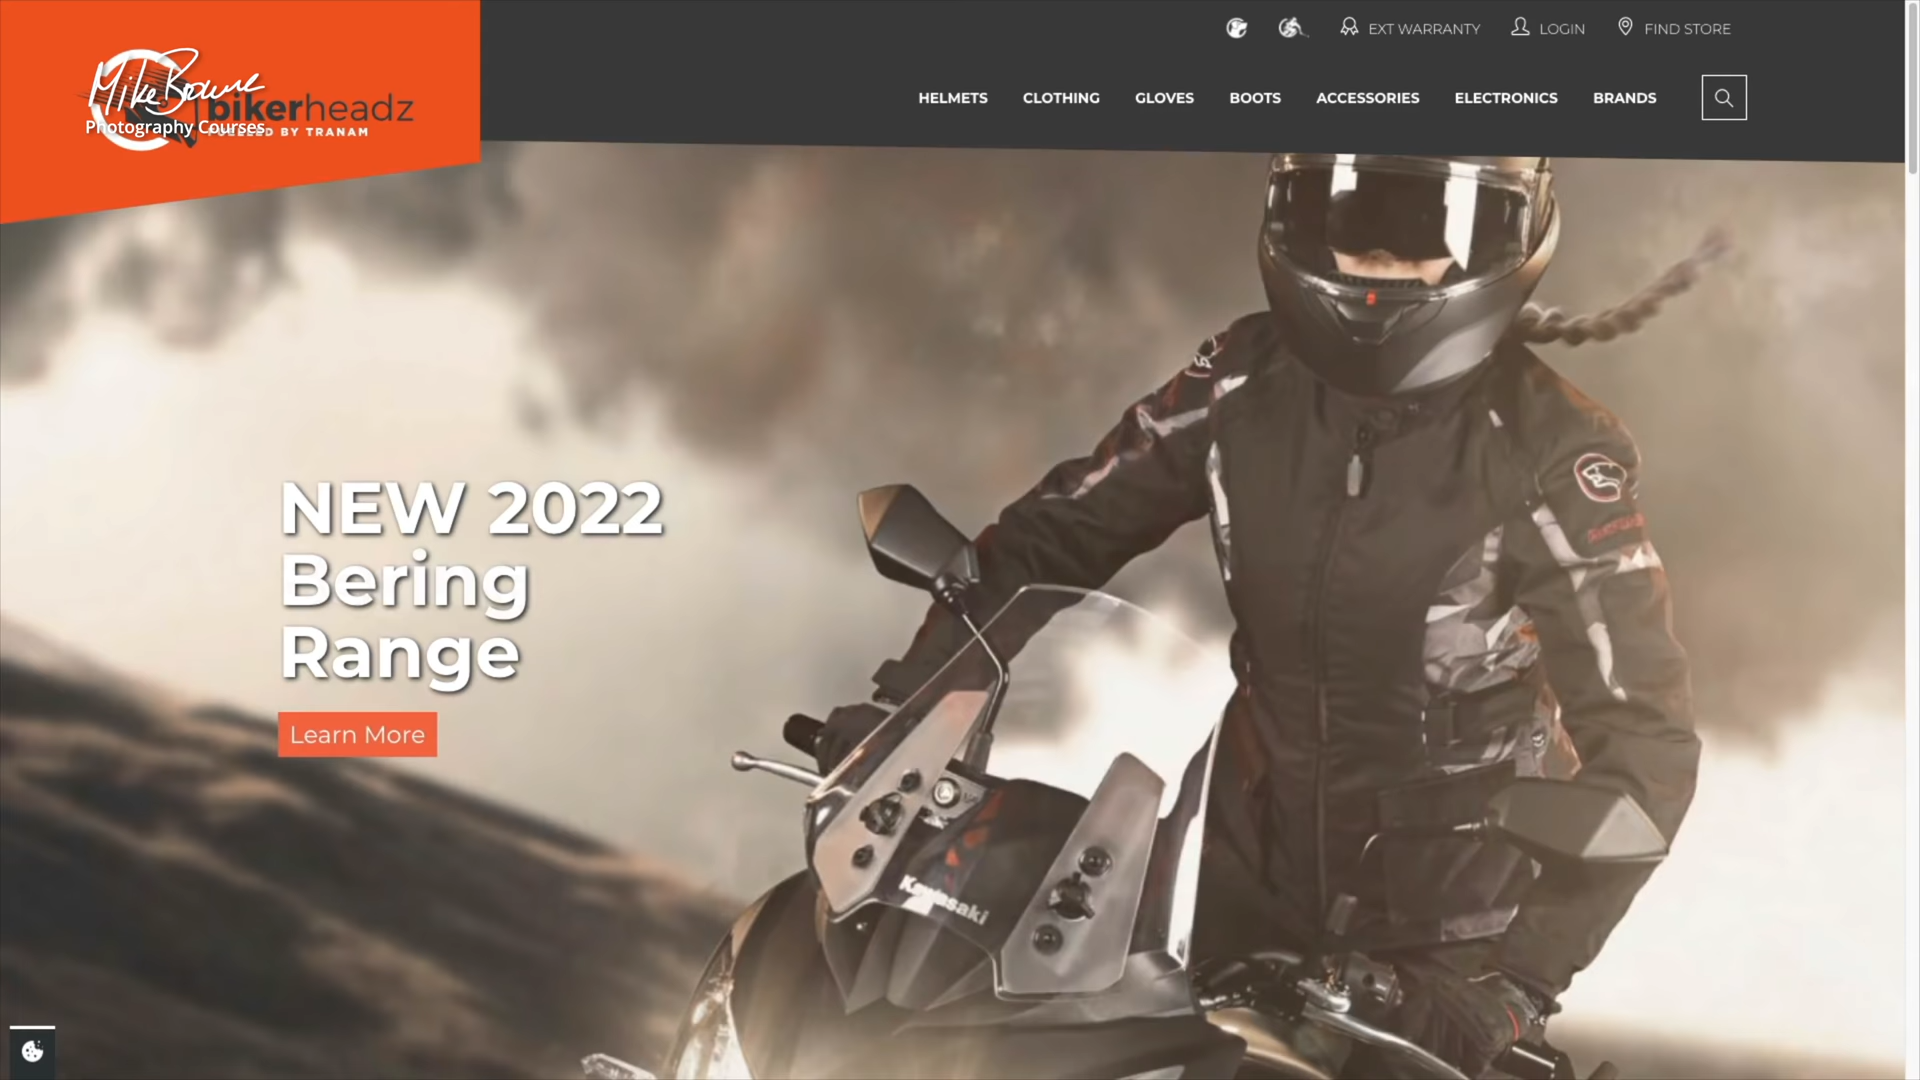 EXT WARRANTY
LOGIN
FIND STORE
Mike Browne
Photography Courses
bikerheadz
FUELLED BY TRANAM
HELMETS
CLOTHING
GLOVES
BOOTS
ACCESSORIES
ELECTRONICS
BRANDS
NEW 2022
Bering
Range
Learn More
Kawasaki